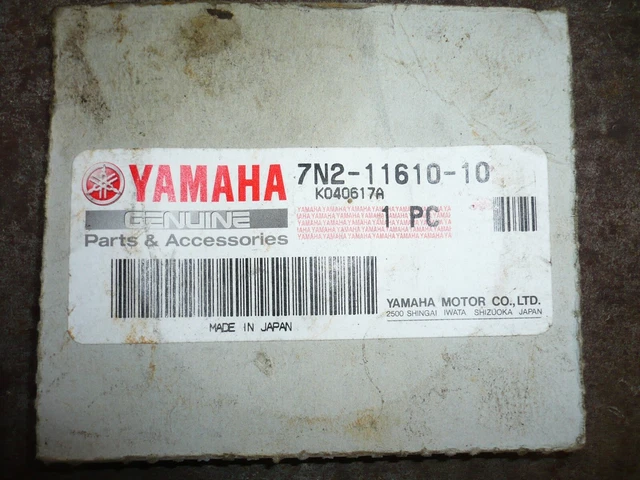 YAMAHA
7N2-11610-10
K040617A
GENUINE
1 PC
Parts & Accessories
YAMAHA MOTOR CO., LTD.
2500 SHINGAI IWATA SHIZUOKA JAPAN
MADE IN JAPAN